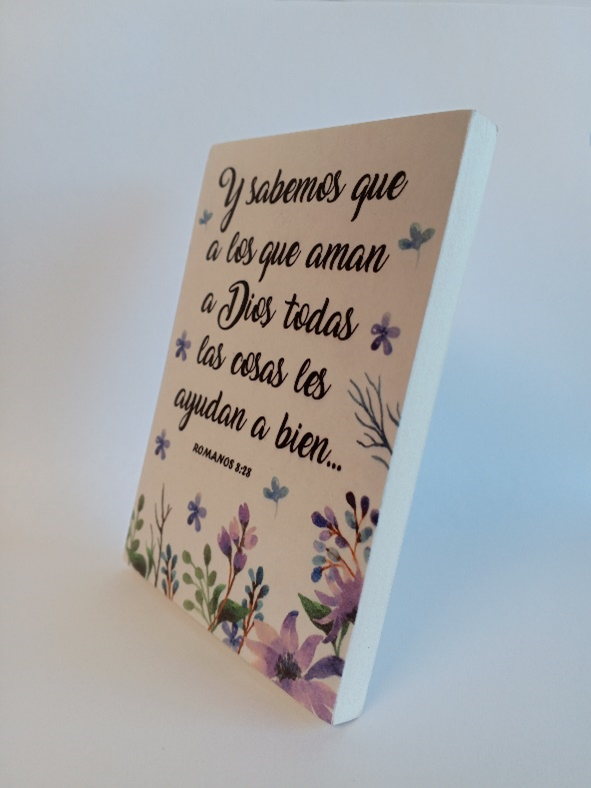 Y sabemos que
a los que aman
a Dios todas
las cosas les
ayudan a bien...
ROMANOS 8:28